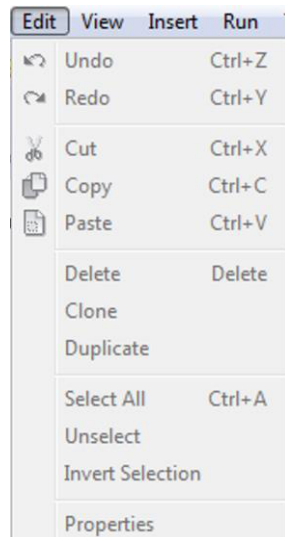 Edit View Insert Run
Undo Ctrl+Z
Redo Ctrl+Y
Cut Ctrl+X
Copy Ctrl+C
Paste Ctrl+V
Delete Delete
Clone
Duplicate
Select All Ctrl+A
Unselect
Invert Selection
Properties